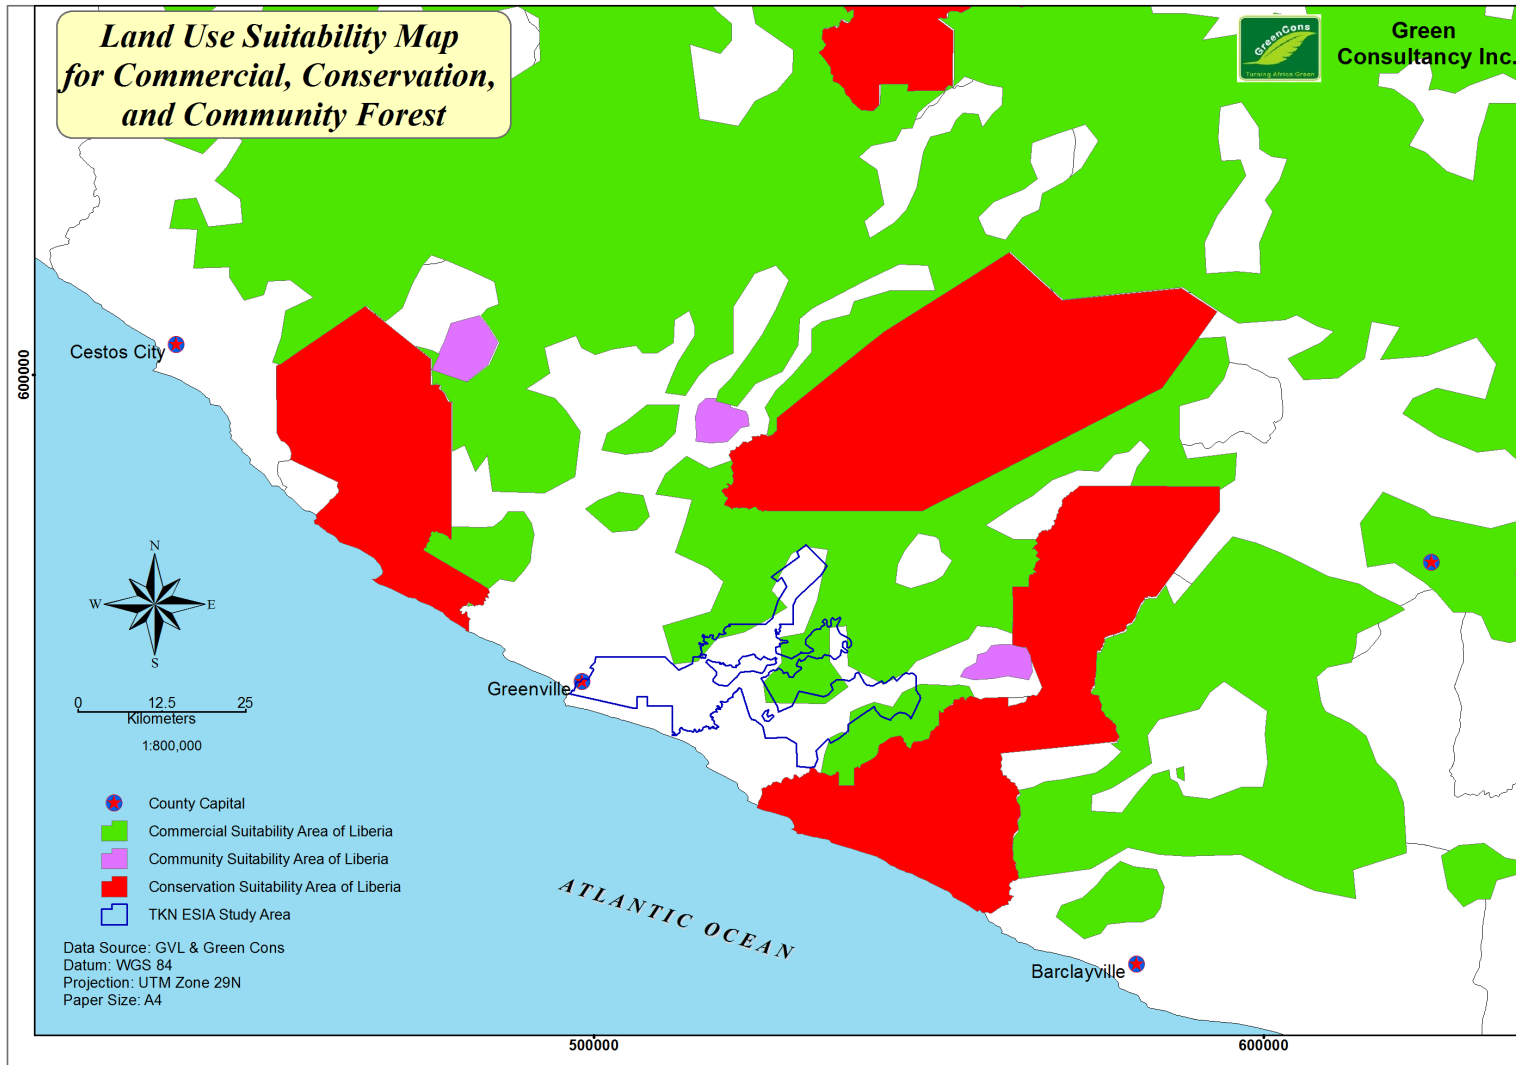 Land Use Suitability Map
for Commercial, Conservation,
and Community Forest
GreenCons
Turning Africa Green
Green
Consultancy Inc.
Cestos City
600000
N
W
E
S
Greenville
0 12.5 25
Kilometers
1:800,000
County Capital
Commercial Suitability Area of Liberia
Community Suitability Area of Liberia
Conservation Suitability Area of Liberia
TKN ESIA Study Area
ATLANTIC OCEAN
Data Source: GVL & Green Cons
Datum: WGS 84
Projection: UTM Zone 29N
Paper Size: A4
Barclayville
500000
600000